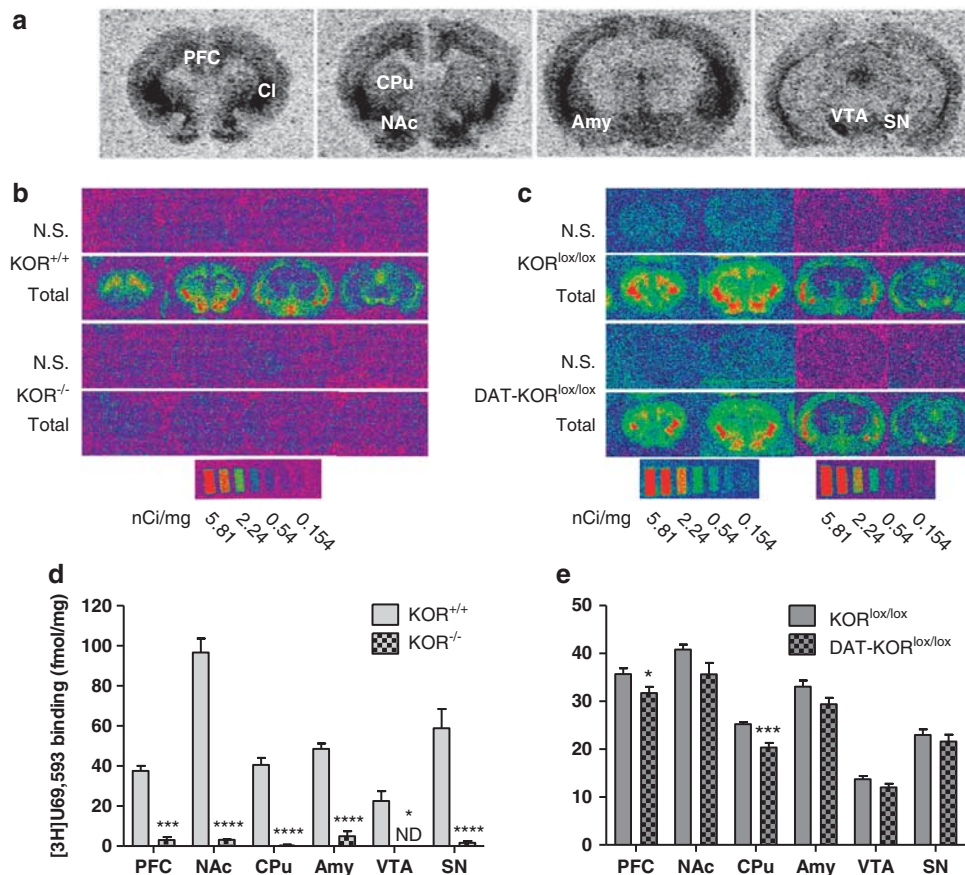 a
PFC
Cl
CPu
NAc
Amy
VTA
SN
b
N.S.
KOR+/+
Total
N.S.
KOR-/-
Total
nCi/mg
5.81
2.24
0.54
0.154
c
N.S.
KORlox/lox
Total
N.S.
DAT-KORlox/lox
Total
nCi/mg
5.81
2.24
0.54
0.154
5.81
2.24
0.54
0.154
d
[3H]U69,593 binding (fmol/mg)
120
100
80
60
40
20
0
KOR+/+
KOR-/-
***
****
****
****
*
ND
****
PFC NAc CPu Amy VTA SN
e
50
40
30
20
10
0
KORlox/lox
DAT-KORlox/lox
*
***
PFC NAc CPu Amy VTA SN